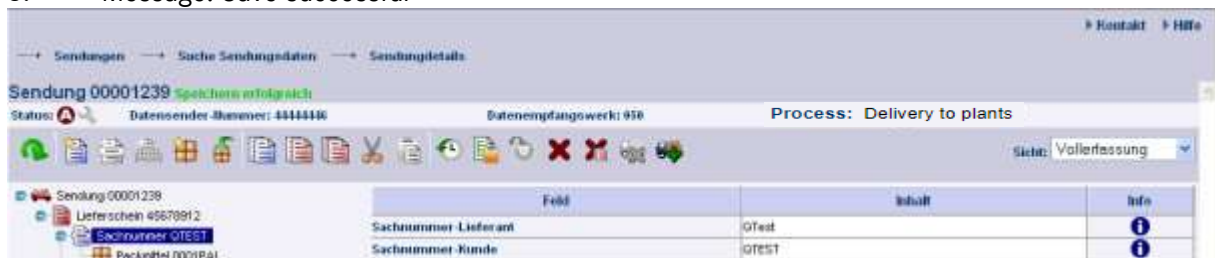 Message: Save successful
Kontakt Hilfe
Sendungen Suche Sendungsdaten Sendungdetails
Sendung 00001239 Speichern erfolgreich
Status: A Datensender-Nummer: 44444446 Datenempfangswerk: 050 Process: Delivery to plants
Sicht: Vollerfassung
Sendung 00001239
Feld Inhalt Info
Lieferschein 45678912
Sachnummer-Lieferant QTest
Sachnummer QTEST
Sachnummer-Kunde QTEST
Packmittel 0001PAL